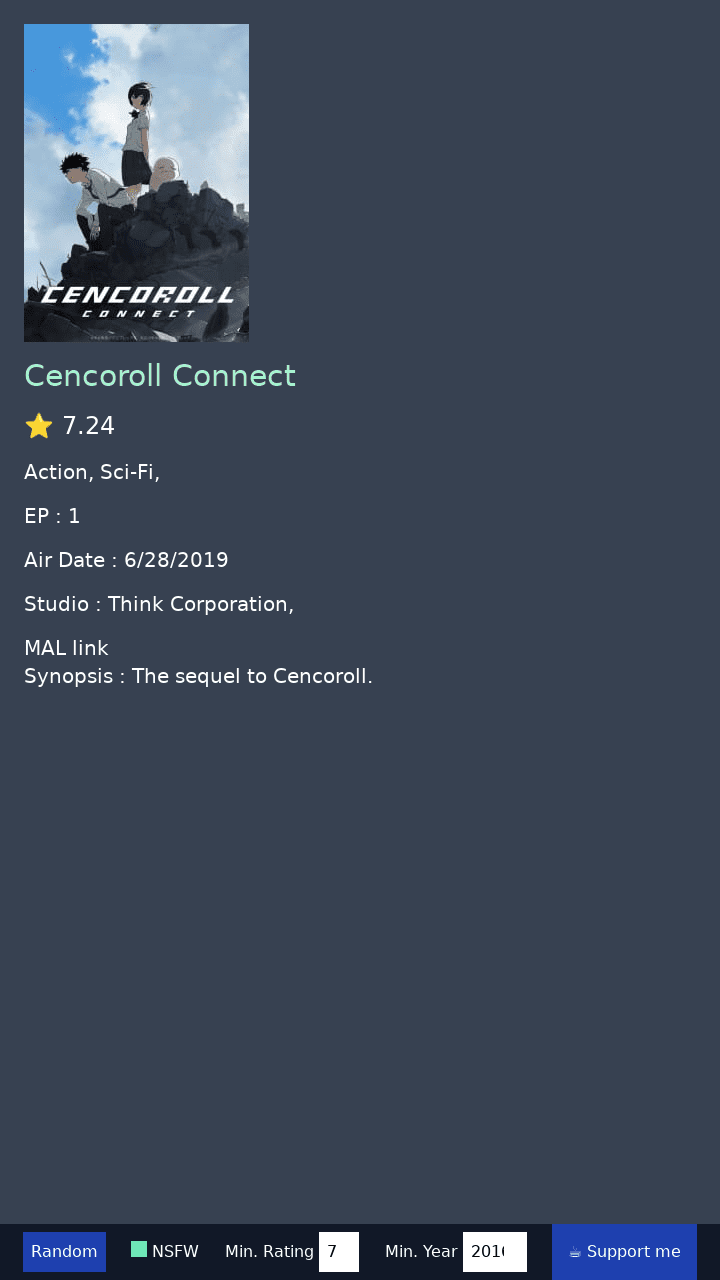 CENCOROLL
CONNECT
Cencoroll Connect
⭐ 7.24
Action, Sci-Fi,
EP : 1
Air Date : 6/28/2019
Studio : Think Corporation,
MAL link
Synopsis : The sequel to Cencoroll.
Random NSFW Min. Rating 7 Min. Year 201 ☕ Support me